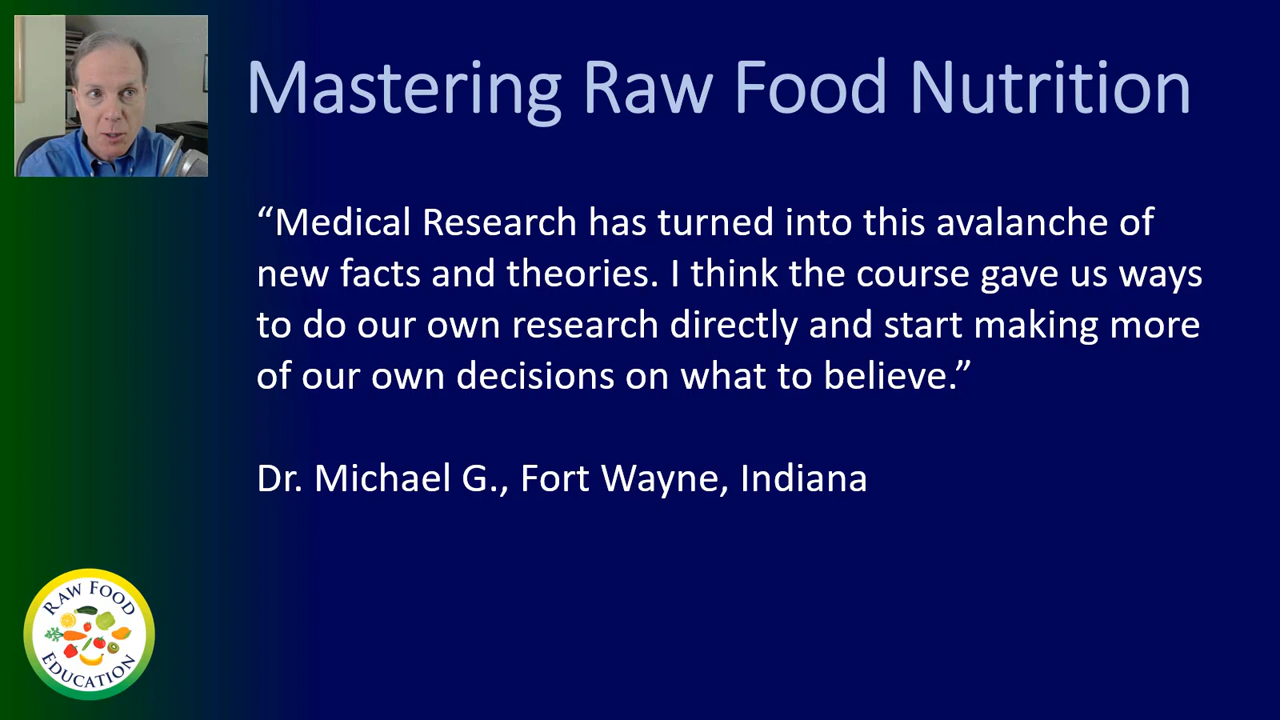 Mastering Raw Food Nutrition
“Medical Research has turned into this avalanche of
new facts and theories. I think the course gave us ways
to do our own research directly and start making more
of our own decisions on what to believe.”
Dr. Michael G., Fort Wayne, Indiana
RAW FOOD
EDUCATION